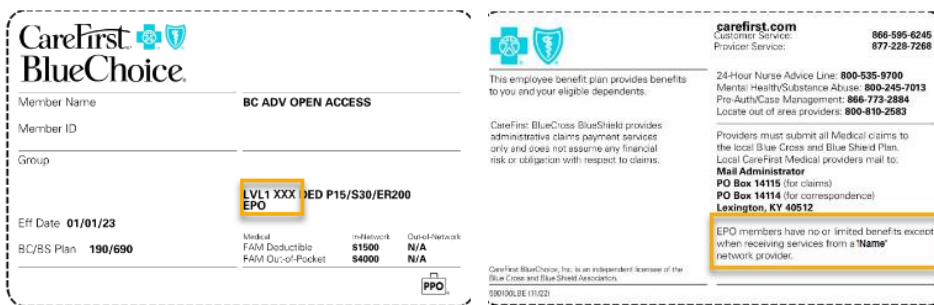 CareFirst
BlueChoice®
Member Name
Member ID
Group
Eff Date 01/01/23
BC/BS Plan 190/690
BC ADV OPEN ACCESS
LVL1 XXX DED P15/S30/ER200
EPO
Medical In-Network Out-of-Network
FAM Deductible $1500 N/A
FAM Out-of-Pocket $4000 N/A
PPO
This employee benefit plan provides benefits
to you and your eligible dependents.
CareFirst BlueCross BlueShield provides
administrative claims payment services
only and does not assume any financial
risk or obligation with respect to claims.
CareFirst BlueChoice, Inc. is an independent licensee of the
Blue Cross and Blue Shield Association.
590100LBE (11/22)
carefirst.com
Customer Service: 866-595-6245
Provider Service: 877-228-7268
24-Hour Nurse Advice Line: 800-535-9700
Mental Health/Substance Abuse: 800-245-7013
Pre-Auth/Case Management: 866-773-2884
Locate out of area providers: 800-810-2583
Providers must submit all Medical claims to
the local Blue Cross and Blue Shield Plan.
Local CareFirst Medical providers mail to:
Mail Administrator
PO Box 14115 (for claims)
PO Box 14114 (for correspondence)
Lexington, KY 40512
EPO members have no or limited benefits except
when receiving services from a "Name"
network provider.